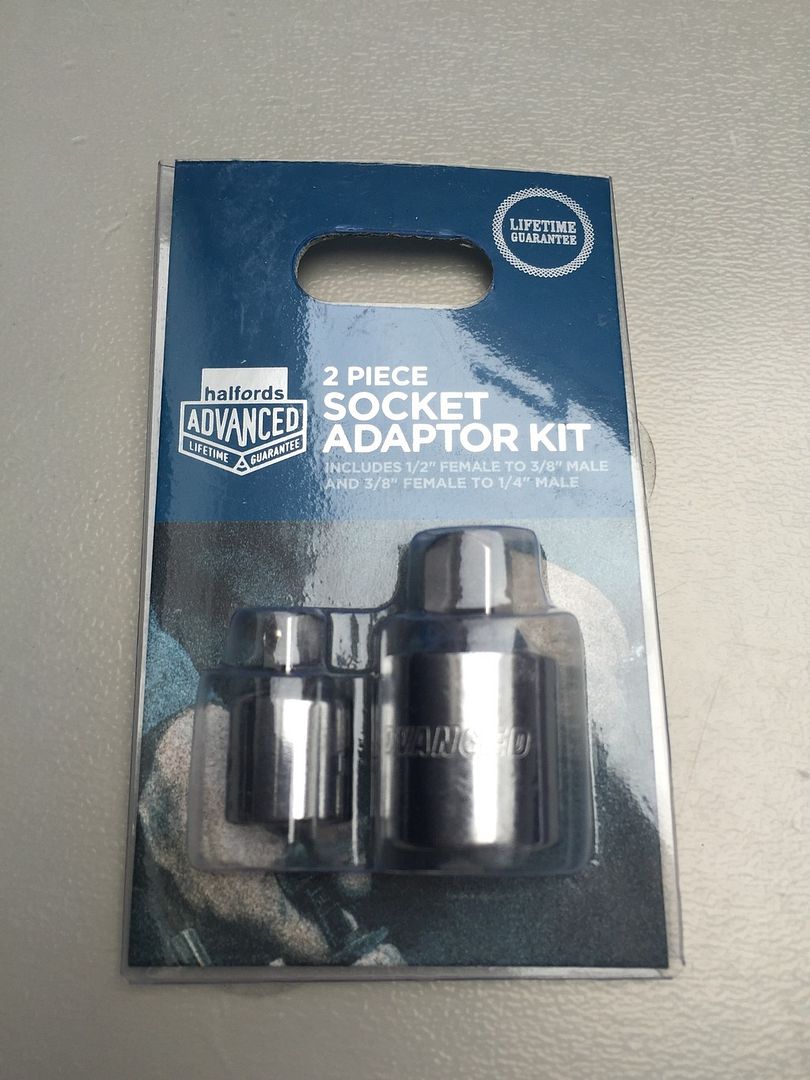 LIFETIME
GUARANTEE
halfords
ADVANCED
LIFETIME GUARANTEE
2 PIECE
SOCKET
ADAPTOR KIT
INCLUDES 1/2" FEMALE TO 3/8" MALE
AND 3/8" FEMALE TO 1/4" MALE
ADVANCED